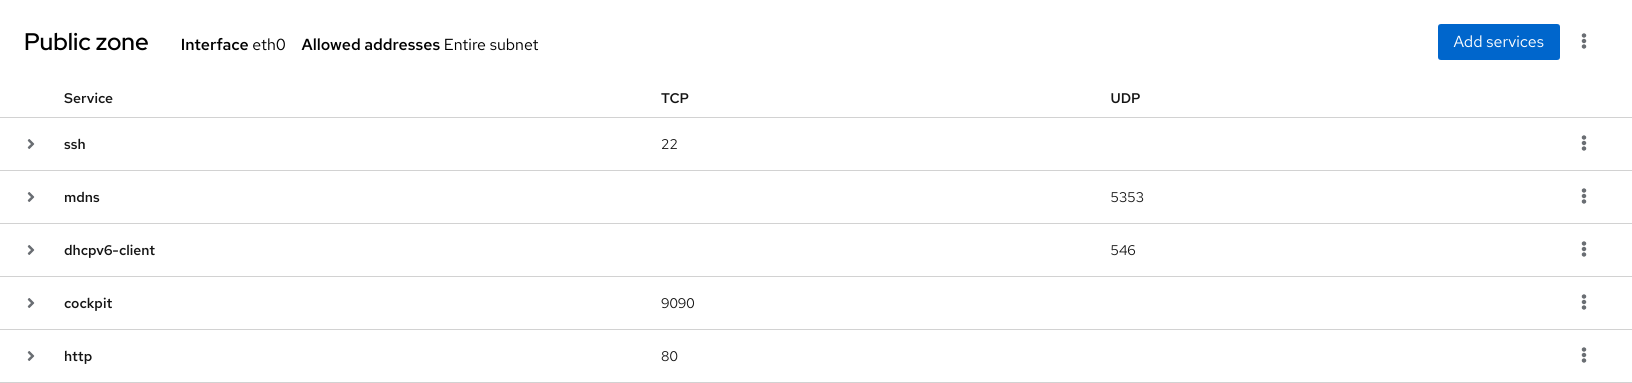 Public zone Interface eth0 Allowed addresses Entire subnet Add services
Service TCP UDP
ssh 22
mdns 5353
dhcpv6-client 546
cockpit 9090
http 80